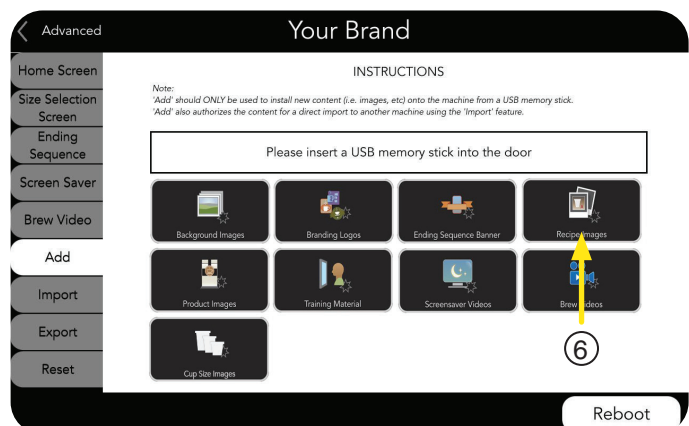 Advanced
Your Brand
Home Screen
Size Selection
Screen
Ending
Sequence
Screen Saver
Brew Video
Add
Import
Export
Reset
INSTRUCTIONS
Note:
'Add' should ONLY be used to install new content (i.e. images, etc) onto the machine from a USB memory stick.
'Add' also authorizes the content for a direct import to another machine using the 'Import' feature.
Please insert a USB memory stick into the door
Background Images
Branding Logos
Ending Sequence Banner
Recipe Images
Product Images
Training Material
Screensaver Videos
Brew Videos
Cup Size Images
6
Reboot